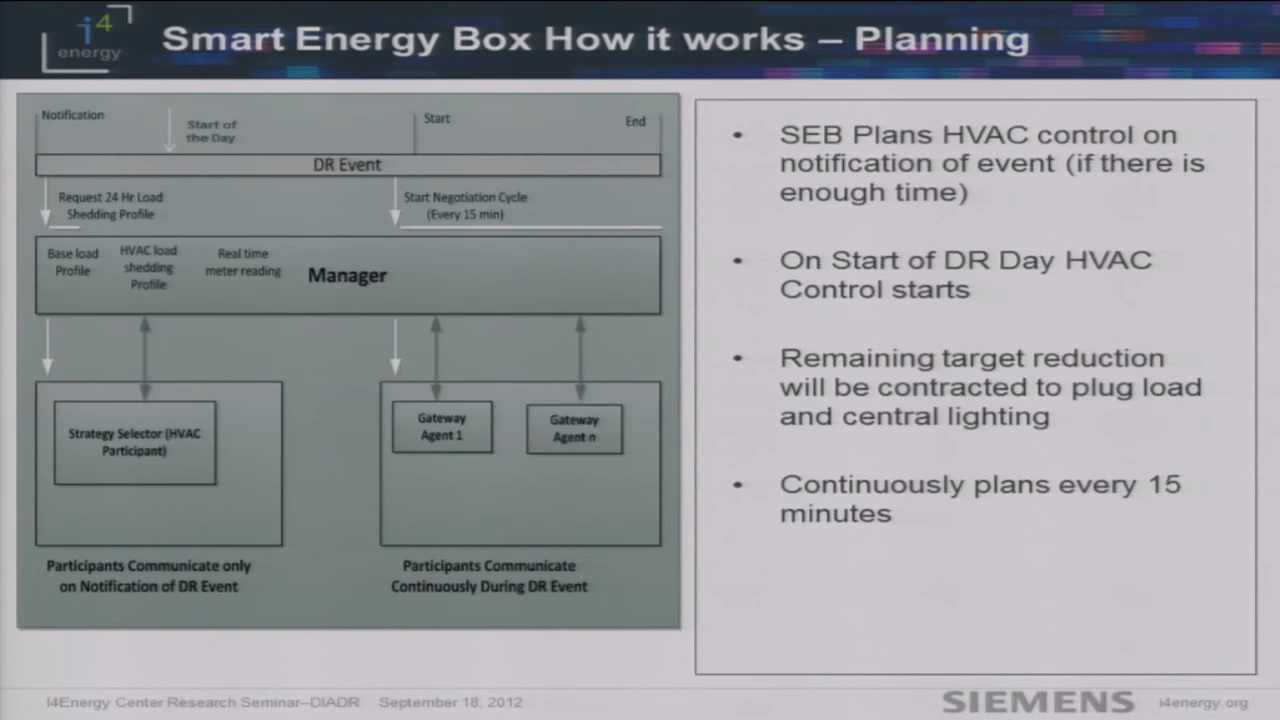 i4
energy
Smart Energy Box How it works – Planning
Notification
Start of
the Day
Start
End
DR Event
Request 24 Hr Load
Shedding Profile
Start Negotiation Cycle
(Every 15 min)
Base load
Profile
HVAC load
shedding
Profile
Real time
meter reading
Manager
Strategy Selector (HVAC
Participant)
Gateway
Agent 1
Gateway
Agent n
Participants Communicate only
on Notification of DR Event
Participants Communicate
Continuously During DR Event
• SEB Plans HVAC control on
notification of event (if there is
enough time)
• On Start of DR Day HVAC
Control starts
• Remaining target reduction
will be contracted to plug load
and central lighting
• Continuously plans every 15
minutes
I4Energy Center Research Seminar--DIADR September 18, 2012
SIEMENS i4energy.org